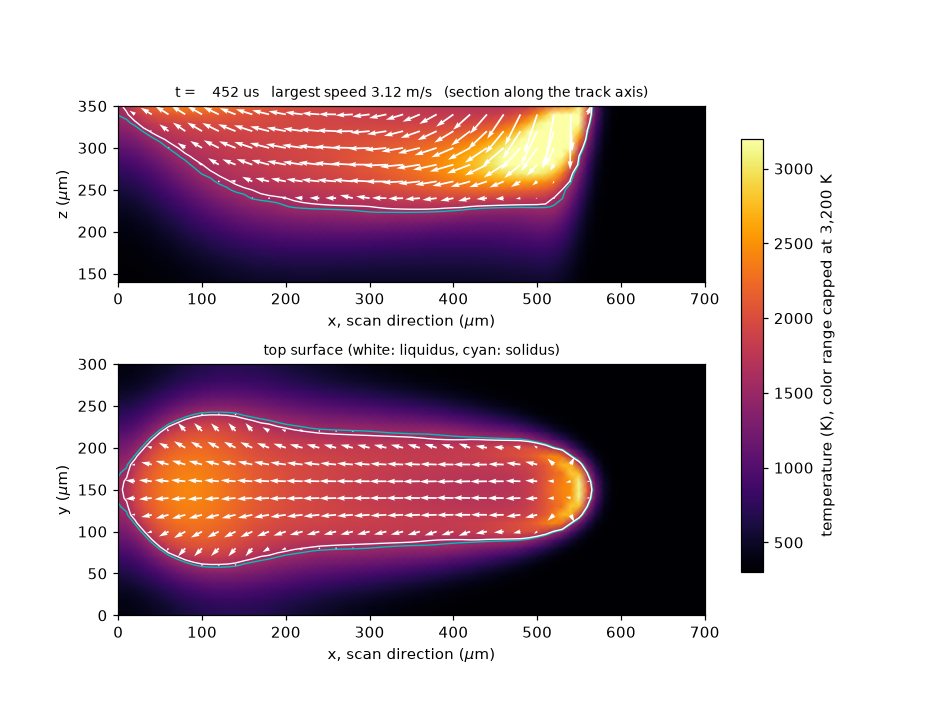 t =    452 us   largest speed 3.12 m/s   (section along the track axis)
350
300
250
200
150
z (μm)
0 100 200 300 400 500 600 700
x, scan direction (μm)
top surface (white: liquidus, cyan: solidus)
300
250
200
150
100
50
0
y (μm)
0 100 200 300 400 500 600 700
x, scan direction (μm)
3000
2500
2000
1500
1000
500
temperature (K), color range capped at 3,200 K